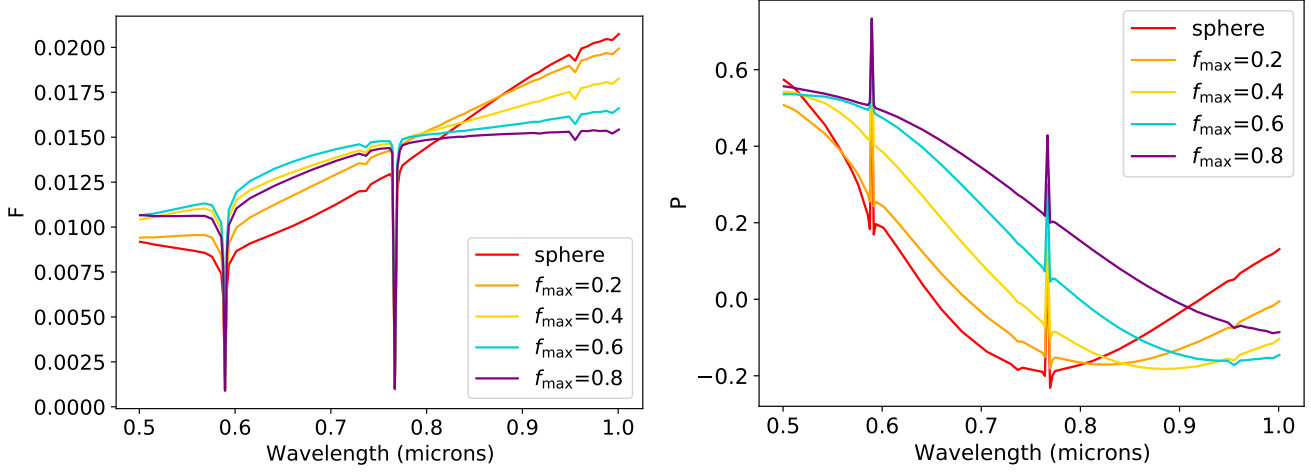 F
0.0200
0.0175
0.0150
0.0125
0.0100
0.0075
0.0050
0.0025
0.0000
0.5 0.6 0.7 0.8 0.9 1.0
Wavelength (microns)
sphere
f_max=0.2
f_max=0.4
f_max=0.6
f_max=0.8
P
0.6
0.4
0.2
0.0
−0.2
0.5 0.6 0.7 0.8 0.9 1.0
Wavelength (microns)
sphere
f_max=0.2
f_max=0.4
f_max=0.6
f_max=0.8